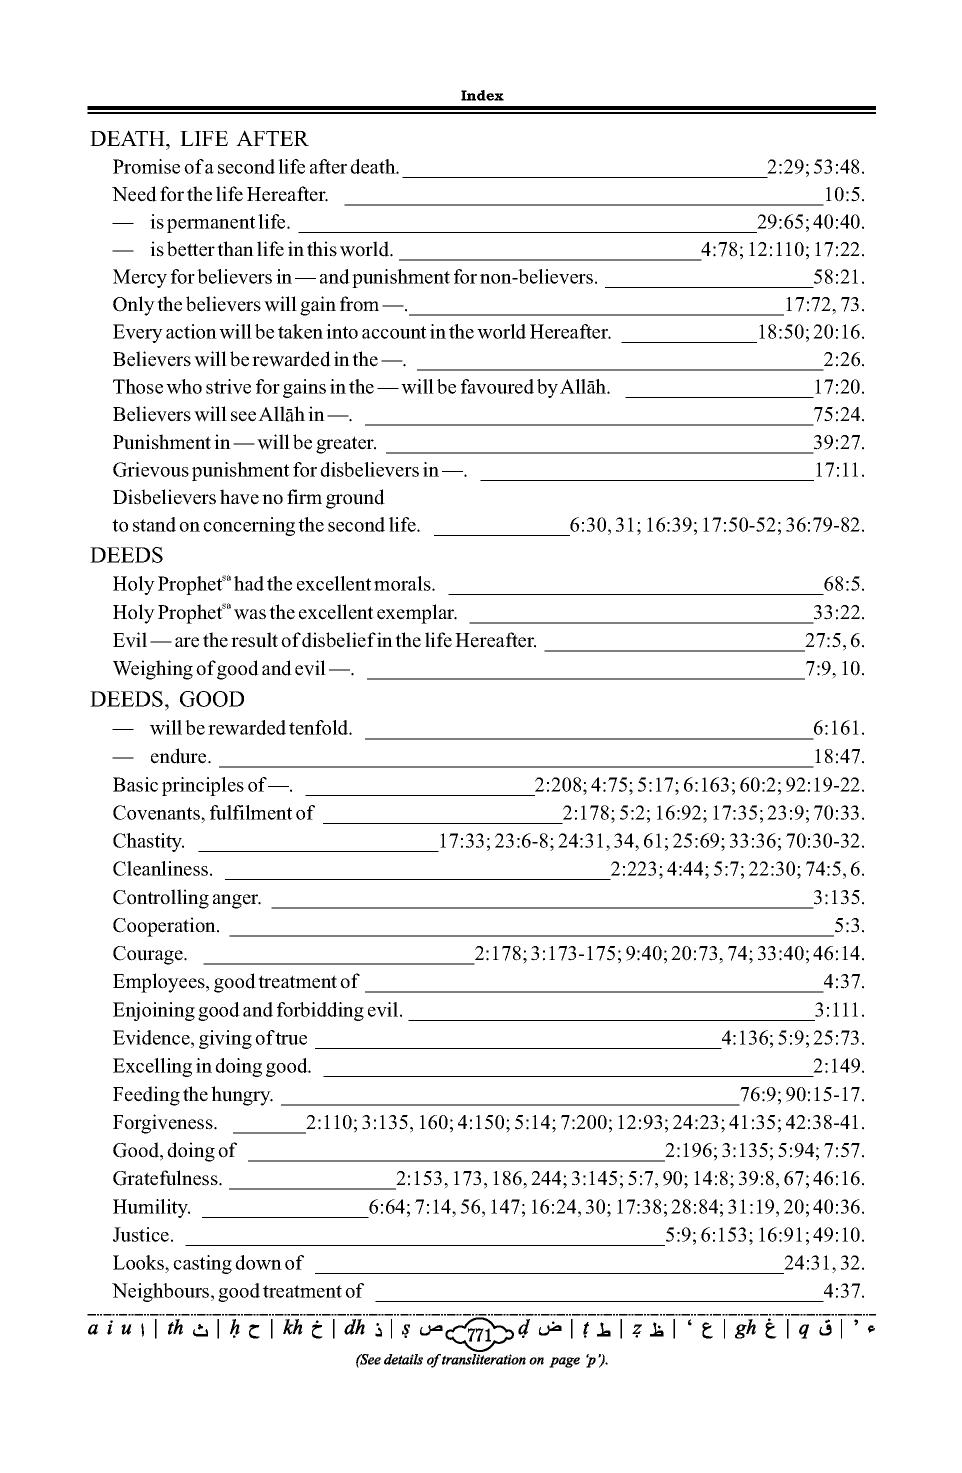 Index
DEATH, LIFE AFTER
Promise of a second life after death. 2:29; 53:48.
Need for the life Hereafter. 10:5.
— is permanent life. 29:65; 40:40.
— is better than life in this world. 4:78; 12:110; 17:22.
Mercy for believers in — and punishment for non-believers. 58:21.
Only the believers will gain from —. 17:72, 73.
Every action will be taken into account in the world Hereafter. 18:50; 20:16.
Believers will be rewarded in the —. 2:26.
Those who strive for gains in the — will be favoured by Allāh. 17:20.
Believers will see Allāh in —. 75:24.
Punishment in — will be greater. 39:27.
Grievous punishment for disbelievers in —. 17:11.
Disbelievers have no firm ground
to stand on concerning the second life. 6:30, 31; 16:39; 17:50-52; 36:79-82.
DEEDS
Holy Prophetsa had the excellent morals. 68:5.
Holy Prophetsa was the excellent exemplar. 33:22.
Evil — are the result of disbelief in the life Hereafter. 27:5, 6.
Weighing of good and evil —. 7:9, 10.
DEEDS, GOOD
— will be rewarded tenfold. 6:161.
— endure. 18:47.
Basic principles of —. 2:208; 4:75; 5:17; 6:163; 60:2; 92:19-22.
Covenants, fulfilment of 2:178; 5:2; 16:92; 17:35; 23:9; 70:33.
Chastity. 17:33; 23:6-8; 24:31, 34, 61; 25:69; 33:36; 70:30-32.
Cleanliness. 2:223; 4:44; 5:7; 22:30; 74:5, 6.
Controlling anger. 3:135.
Cooperation. 5:3.
Courage. 2:178; 3:173-175; 9:40; 20:73, 74; 33:40; 46:14.
Employees, good treatment of 4:37.
Enjoining good and forbidding evil. 3:111.
Evidence, giving of true 4:136; 5:9; 25:73.
Excelling in doing good. 2:149.
Feeding the hungry. 76:9; 90:15-17.
Forgiveness. 2:110; 3:135, 160; 4:150; 5:14; 7:200; 12:93; 24:23; 41:35; 42:38-41.
Good, doing of 2:196; 3:135; 5:94; 7:57.
Gratefulness. 2:153, 173, 186, 244; 3:145; 5:7, 90; 14:8; 39:8, 67; 46:16.
Humility. 6:64; 7:14, 56, 147; 16:24, 30; 17:38; 28:84; 31:19, 20; 40:36.
Justice. 5:9; 6:153; 16:91; 49:10.
Looks, casting down of 24:31, 32.
Neighbours, good treatment of 4:37.
a i u ا | th ث | ḥ ح | kh خ | dh ذ | ṣ ص 771 ḍ ض | ṭ ط | ẓ ظ | ‘ ع | gh غ | q ق | ’ ء
(See details of transliteration on page ‘p’).